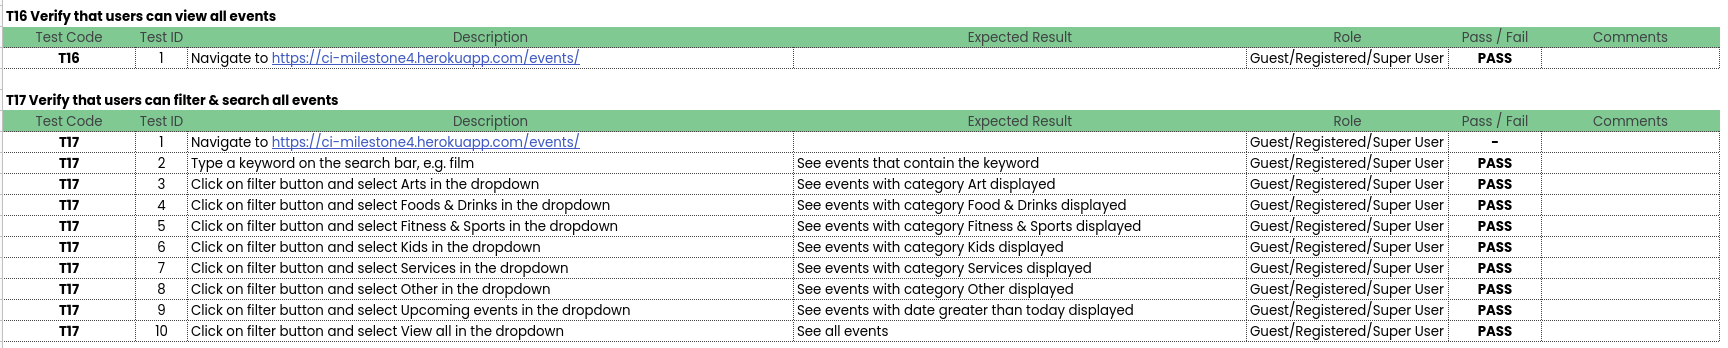 T16 Verify that users can view all events
Test Code Test ID Description Expected Result Role Pass / Fail Comments
T16 1 Navigate to https://ci-milestone4.herokuapp.com/events/ Guest/Registered/Super User PASS
T17 Verify that users can filter & search all events
Test Code Test ID Description Expected Result Role Pass / Fail Comments
T17 1 Navigate to https://ci-milestone4.herokuapp.com/events/ Guest/Registered/Super User -
T17 2 Type a keyword on the search bar, e.g. film See events that contain the keyword Guest/Registered/Super User PASS
T17 3 Click on filter button and select Arts in the dropdown See events with category Art displayed Guest/Registered/Super User PASS
T17 4 Click on filter button and select Foods & Drinks in the dropdown See events with category Food & Drinks displayed Guest/Registered/Super User PASS
T17 5 Click on filter button and select Fitness & Sports in the dropdown See events with category Fitness & Sports displayed Guest/Registered/Super User PASS
T17 6 Click on filter button and select Kids in the dropdown See events with category Kids displayed Guest/Registered/Super User PASS
T17 7 Click on filter button and select Services in the dropdown See events with category Services displayed Guest/Registered/Super User PASS
T17 8 Click on filter button and select Other in the dropdown See events with category Other displayed Guest/Registered/Super User PASS
T17 9 Click on filter button and select Upcoming events in the dropdown See events with date greater than today displayed Guest/Registered/Super User PASS
T17 10 Click on filter button and select View all in the dropdown See all events Guest/Registered/Super User PASS